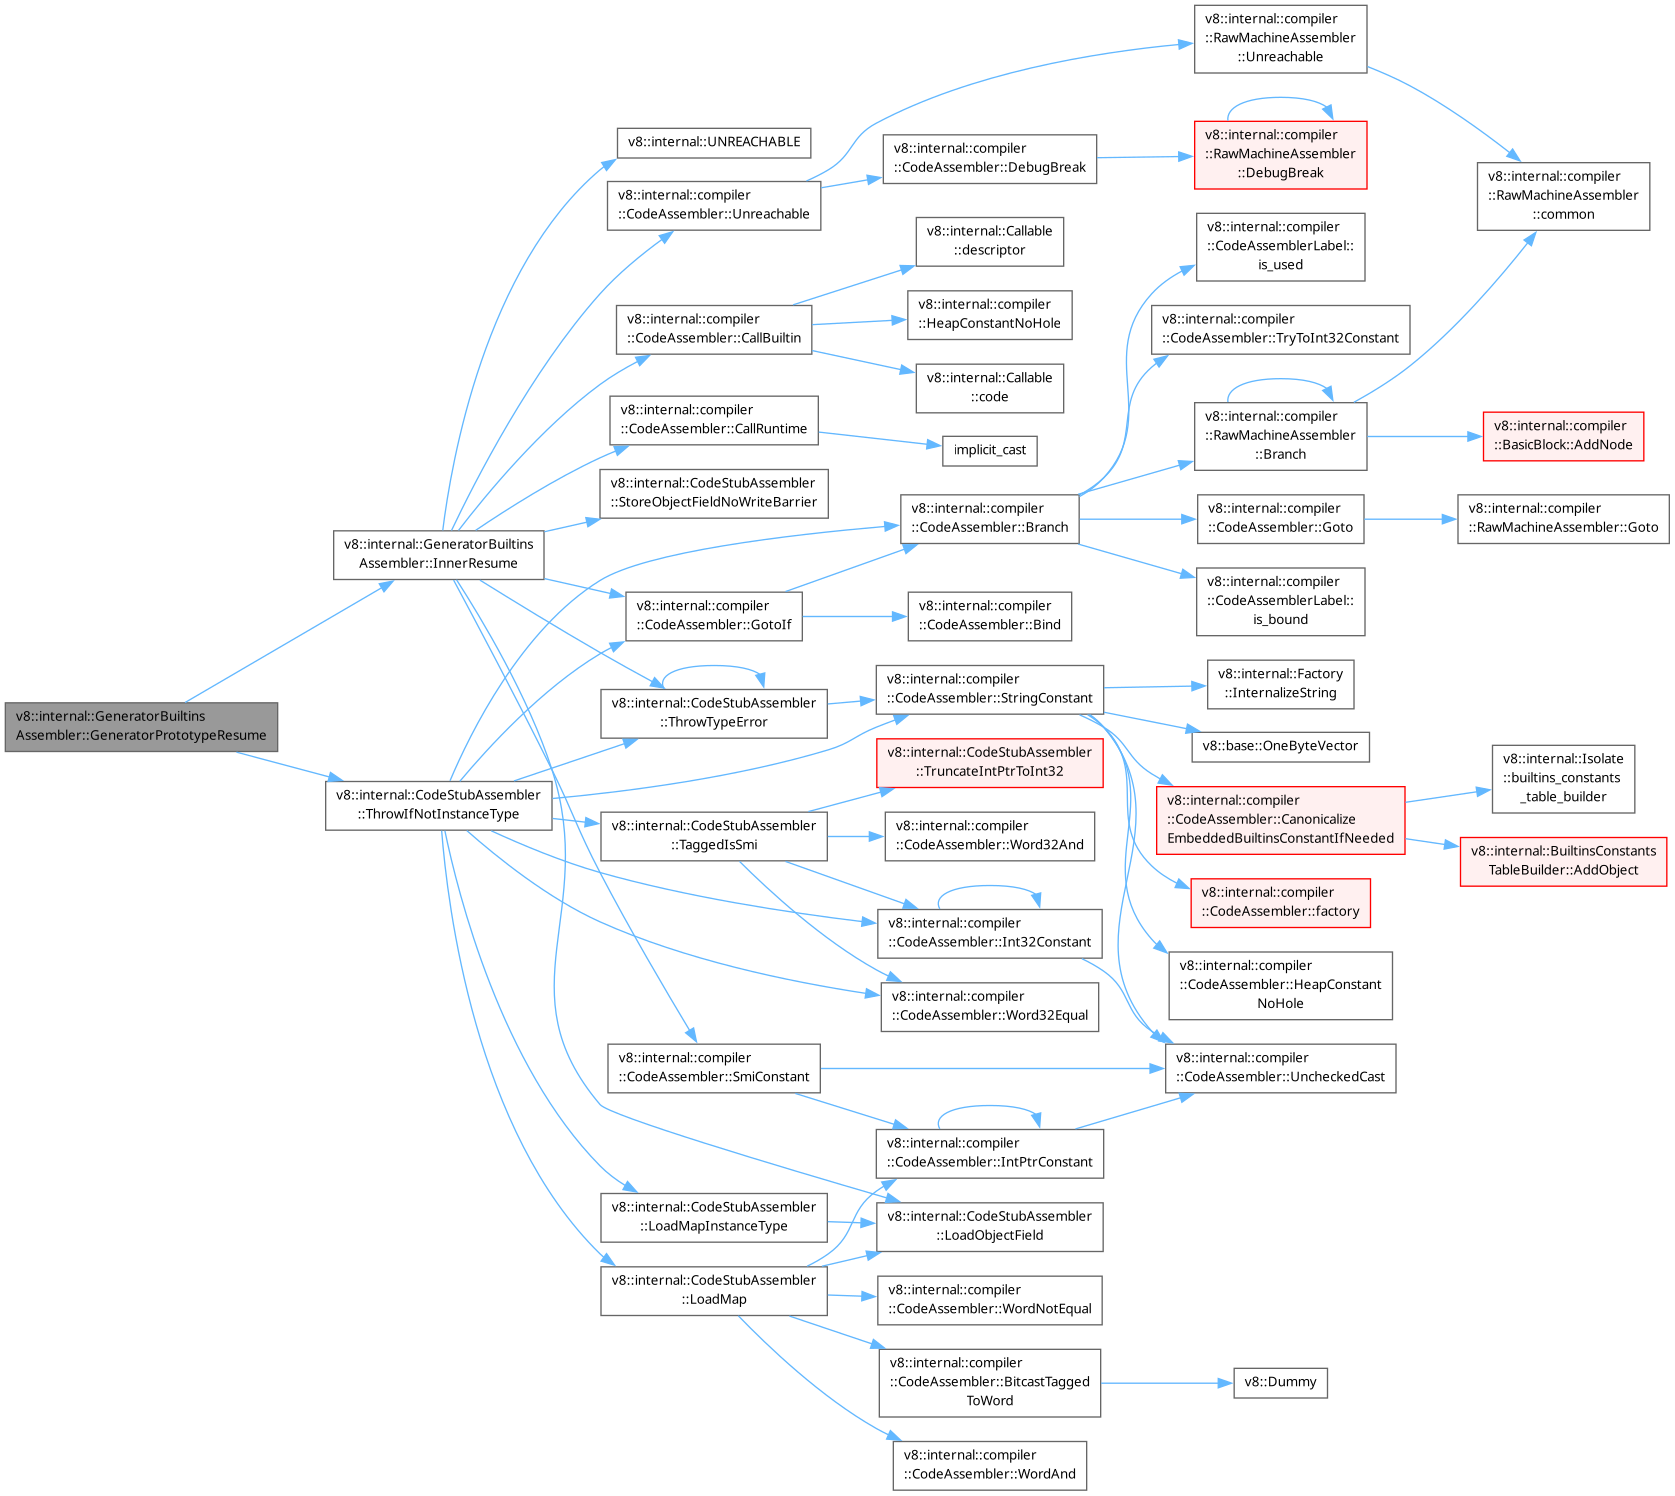 v8::internal::GeneratorBuiltins
Assembler::GeneratorPrototypeResume
v8::internal::GeneratorBuiltins
Assembler::InnerResume
v8::internal::CodeStubAssembler
::ThrowIfNotInstanceType
v8::internal::UNREACHABLE
v8::internal::compiler
::CodeAssembler::Unreachable
v8::internal::compiler
::CodeAssembler::CallBuiltin
v8::internal::compiler
::CodeAssembler::CallRuntime
v8::internal::CodeStubAssembler
::StoreObjectFieldNoWriteBarrier
v8::internal::compiler
::CodeAssembler::GotoIf
v8::internal::CodeStubAssembler
::ThrowTypeError
v8::internal::CodeStubAssembler
::TaggedIsSmi
v8::internal::compiler
::CodeAssembler::SmiConstant
v8::internal::CodeStubAssembler
::LoadMapInstanceType
v8::internal::CodeStubAssembler
::LoadMap
v8::internal::compiler
::CodeAssembler::DebugBreak
v8::internal::Callable
::descriptor
v8::internal::compiler
::HeapConstantNoHole
v8::internal::Callable
::code
implicit_cast
v8::internal::compiler
::CodeAssembler::Branch
v8::internal::compiler
::CodeAssembler::Bind
v8::internal::compiler
::CodeAssembler::StringConstant
v8::internal::CodeStubAssembler
::TruncateIntPtrToInt32
v8::internal::compiler
::CodeAssembler::Word32And
v8::internal::compiler
::CodeAssembler::Int32Constant
v8::internal::compiler
::CodeAssembler::Word32Equal
v8::internal::compiler
::CodeAssembler::IntPtrConstant
v8::internal::CodeStubAssembler
::LoadObjectField
v8::internal::compiler
::CodeAssembler::WordNotEqual
v8::internal::compiler
::CodeAssembler::BitcastTagged
ToWord
v8::internal::compiler
::CodeAssembler::WordAnd
v8::internal::compiler
::RawMachineAssembler
::Unreachable
v8::internal::compiler
::RawMachineAssembler
::DebugBreak
v8::internal::compiler
::CodeAssemblerLabel::
is_used
v8::internal::compiler
::CodeAssembler::TryToInt32Constant
v8::internal::compiler
::RawMachineAssembler
::Branch
v8::internal::compiler
::CodeAssembler::Goto
v8::internal::compiler
::CodeAssemblerLabel::
is_bound
v8::internal::Factory
::InternalizeString
v8::base::OneByteVector
v8::internal::compiler
::CodeAssembler::Canonicalize
EmbeddedBuiltinsConstantIfNeeded
v8::internal::compiler
::CodeAssembler::factory
v8::internal::compiler
::CodeAssembler::HeapConstant
NoHole
v8::internal::compiler
::CodeAssembler::UncheckedCast
v8::Dummy
v8::internal::compiler
::RawMachineAssembler
::common
v8::internal::compiler
::BasicBlock::AddNode
v8::internal::compiler
::RawMachineAssembler::Goto
v8::internal::Isolate
::builtins_constants
_table_builder
v8::internal::BuiltinsConstants
TableBuilder::AddObject